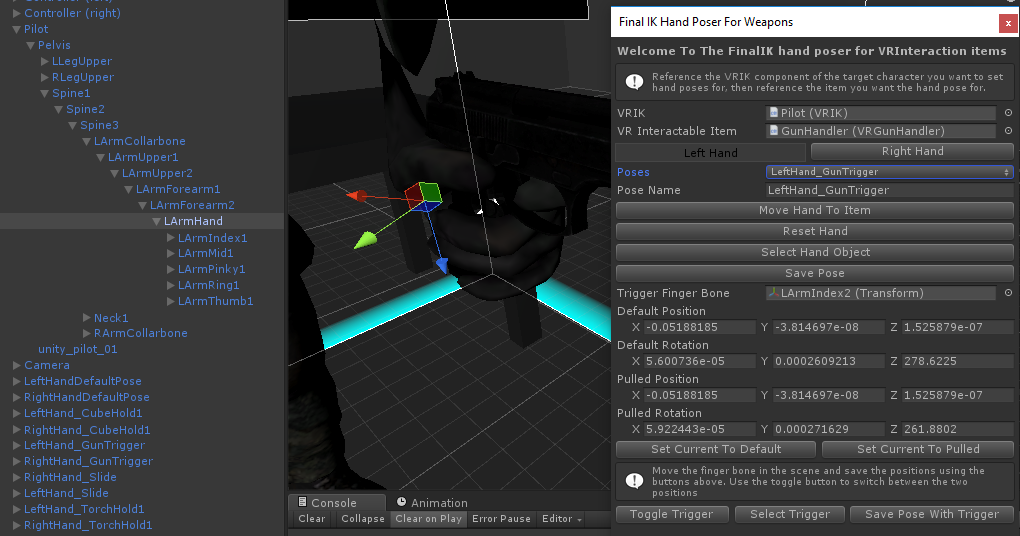 Controller (right)
Pilot
Pelvis
LLegUpper
RLegUpper
Spine1
Spine2
Spine3
LArmCollarbone
LArmUpper1
LArmUpper2
LArmForearm1
LArmForearm2
LArmHand
LArmIndex1
LArmMid1
LArmPinky1
LArmRing1
LArmThumb1
Neck1
RArmCollarbone
unity_pilot_01
Camera
LeftHandDefaultPose
RightHandDefaultPose
LeftHand_CubeHold1
RightHand_CubeHold1
LeftHand_GunTrigger
RightHand_GunTrigger
RightHand_Slide
LeftHand_Slide
LeftHand_TorchHold1
RightHand_TorchHold1
Console
Animation
Clear
Collapse
Clear on Play
Error Pause
Editor
Final IK Hand Poser For Weapons
x
Welcome To The FinalIK hand poser for VRInteraction items
Reference the VRIK component of the target character you want to set
hand poses for, then reference the item you want the hand pose for.
VRIK Pilot (VRIK)
VR Interactable Item GunHandler (VRGunHandler)
Left Hand Right Hand
Poses LeftHand_GunTrigger
Pose Name LeftHand_GunTrigger
Move Hand To Item
Reset Hand
Select Hand Object
Save Pose
Trigger Finger Bone LArmIndex2 (Transform)
Default Position
X -0.05188185 Y -3.814697e-08 Z 1.525879e-07
Default Rotation
X 5.600736e-05 Y 0.0002609213 Z 278.6225
Pulled Position
X -0.05188185 Y -3.814697e-08 Z 1.525879e-07
Pulled Rotation
X 5.922443e-05 Y 0.000271629 Z 261.8802
Set Current To Default Set Current To Pulled
Move the finger bone in the scene and save the positions using the
buttons above. Use the toggle button to switch between the two
positions
Toggle Trigger Select Trigger Save Pose With Trigger